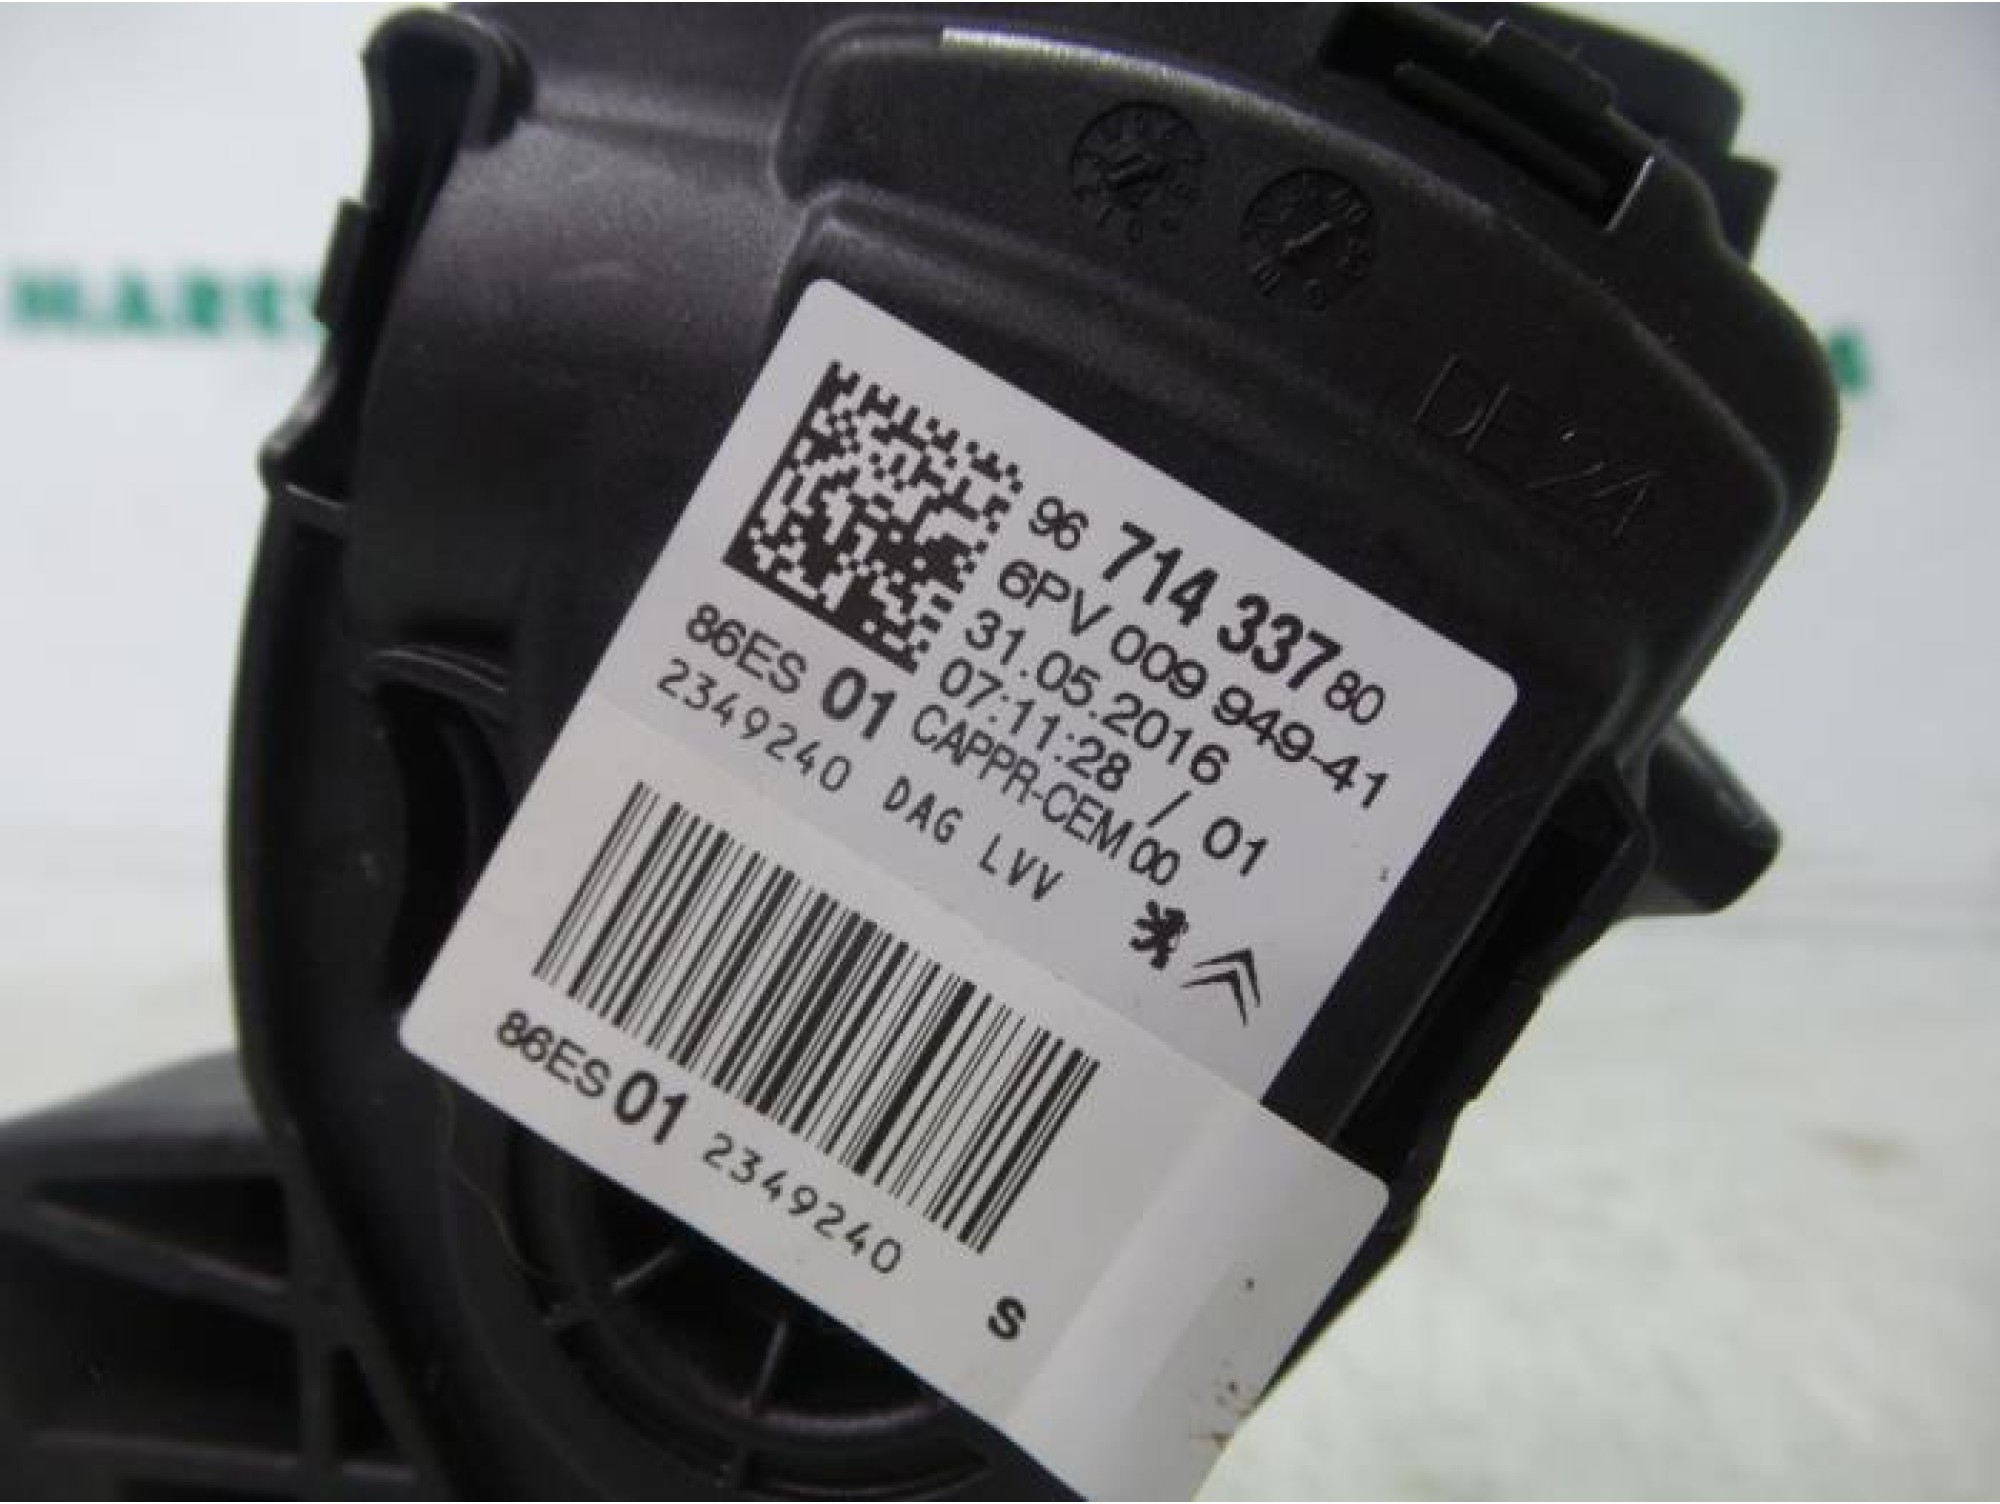 96 714 337 80
6PV 009 949-41
31.05.2016
07:11:28 / 01
86ES 01 CAPPR-CEM 00
2349240 DAG LVV
86ES 01 2349240
S